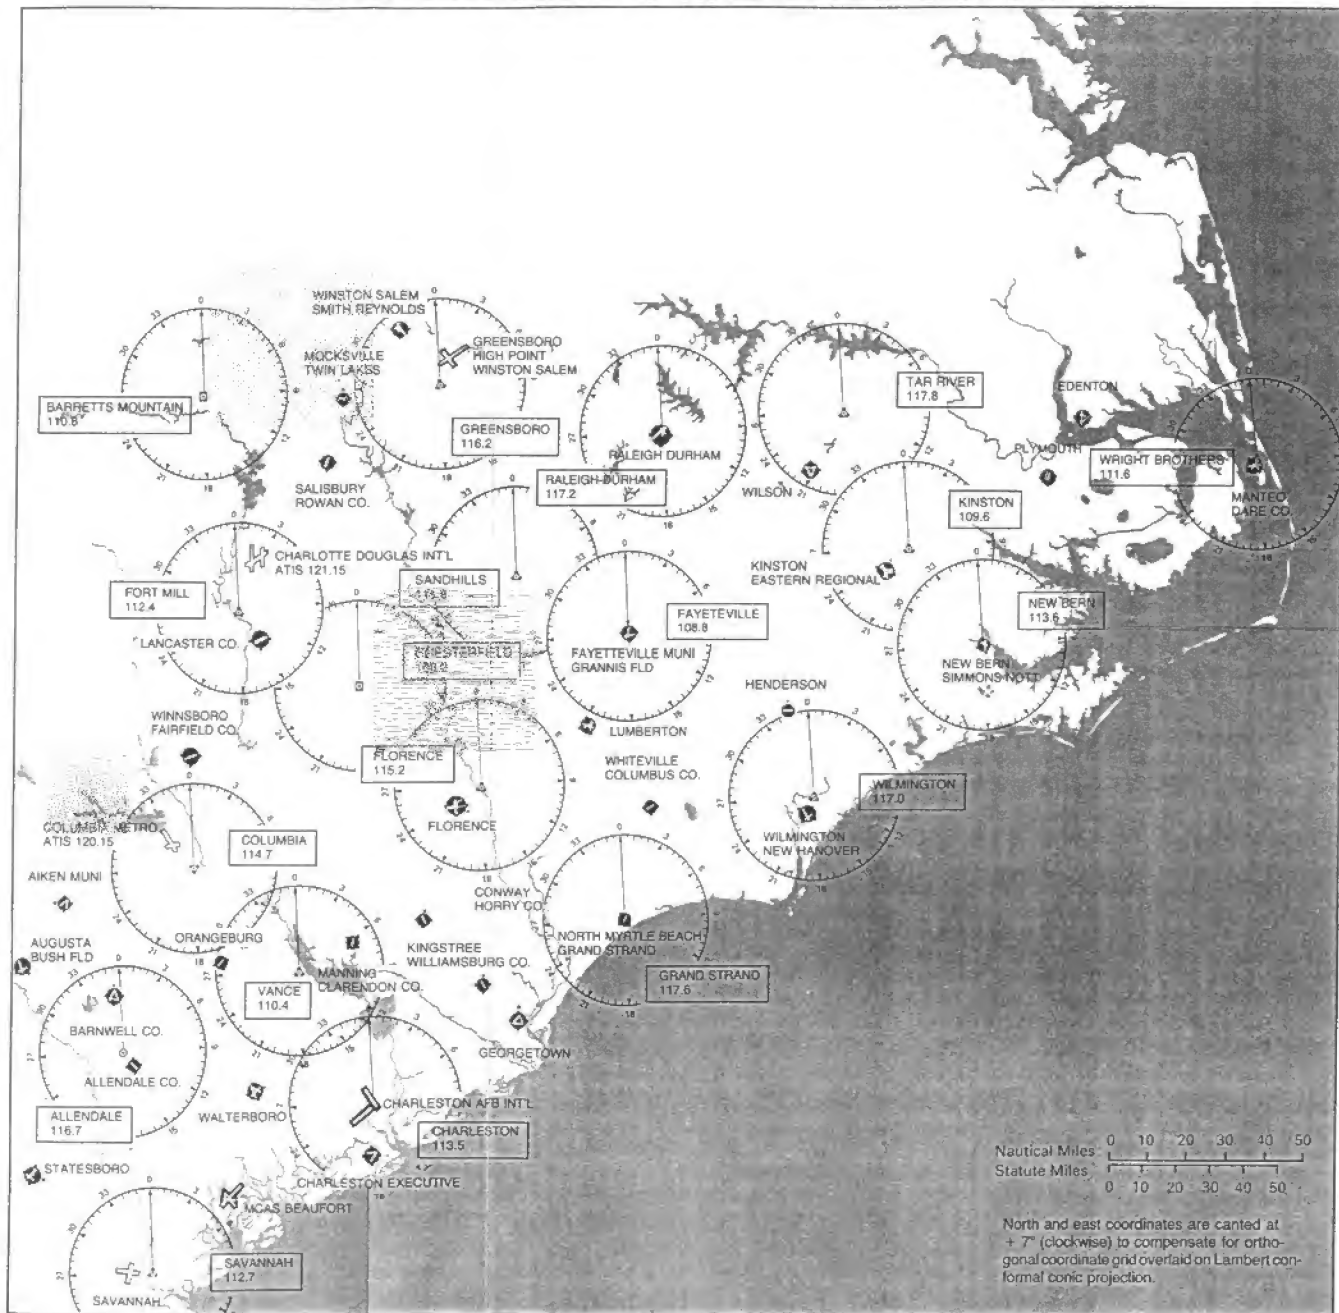 WINSTON SALEM
SMITH REYNOLDS
GREENSBORO
HIGH POINT
WINSTON SALEM
MOCKSVILLE
TWIN LAKES
BARRETTS MOUNTAIN
110.8
GREENSBORO
116.2
TAR RIVER
117.8
EDENTON
RALEIGH DURHAM
PLYMOUTH
WRIGHT BROTHERS
111.6
SALISBURY
ROWAN CO.
RALEIGH-DURHAM
117.2
WILSON
MANTEO
DARE CO.
KINSTON
109.6
CHARLOTTE DOUGLAS INT'L
ATIS 121.15
KINSTON
EASTERN REGIONAL
FORT MILL
112.4
SANDHILLS
FAYETEVILLE
108.8
NEW BERN
113.6
LANCASTER CO.
CHESTERFIELD
FAYETTEVILLE MUNI
GRANNIS FLD
NEW BERN
SIMMONS NOTT
HENDERSON
WINNSBORO
FAIRFIELD CO.
LUMBERTON
FLORENCE
115.2
WHITEVILLE
COLUMBUS CO.
WILMINGTON
117.0
FLORENCE
COLUMBIA METRO
ATIS 120.15
COLUMBIA
114.7
WILMINGTON
NEW HANOVER
AIKEN MUNI
CONWAY
HORRY CO.
ORANGEBURG
NORTH MYRTLE BEACH
GRAND STRAND
AUGUSTA
BUSH FLD
KINGSTREE
WILLIAMSBURG CO.
MANNING
CLARENDON CO.
GRAND STRAND
117.6
VANCE
110.4
BARNWELL CO.
GEORGETOWN
ALLENDALE CO.
CHARLESTON AFB INT'L
ALLENDALE
116.7
WALTERBORO
CHARLESTON
113.5
STATESBORO
CHARLESTON EXECUTIVE
MCAS BEAUFORT
SAVANNAH
112.7
SAVANNAH
Nautical Miles 0 10 20 30 40 50
Statute Miles 0 10 20 30 40 50
North and east coordinates are canted at
+ 7° (clockwise) to compensate for ortho-
gonal coordinate grid overlaid on Lambert con-
formal conic projection.